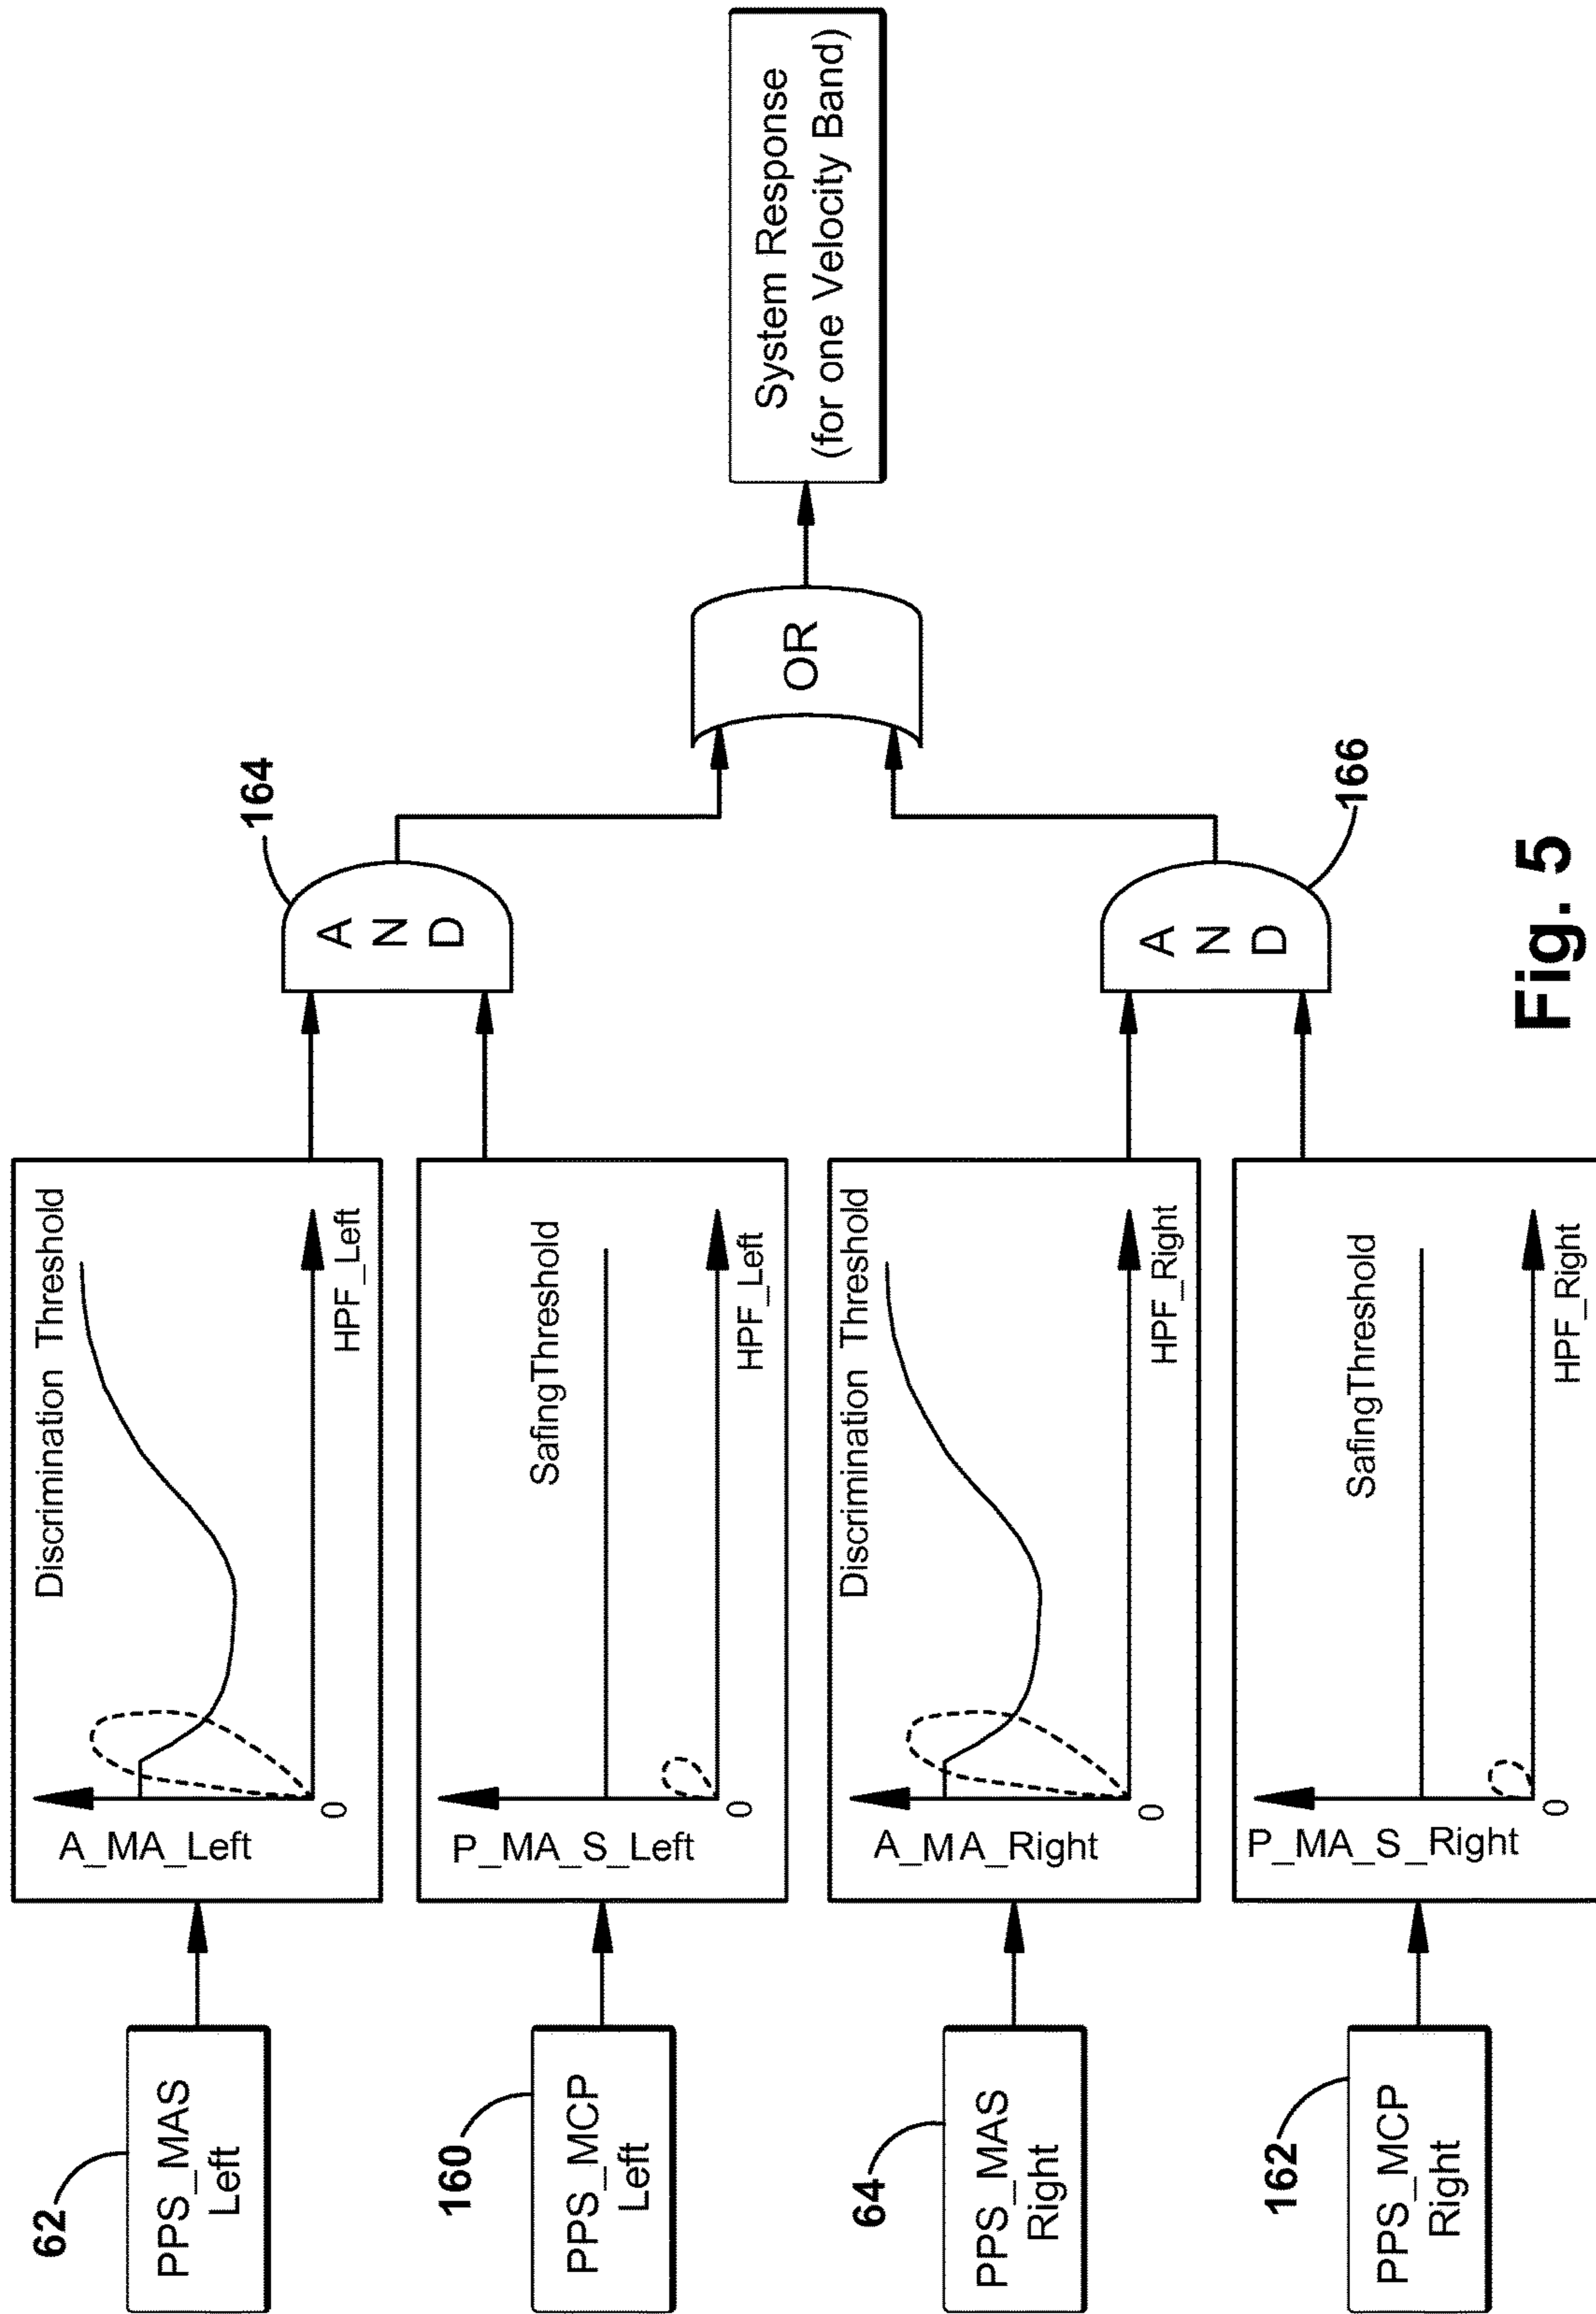 62
PPS_MAS
Left
A_MA_Left
Discrimination Threshold
0
HPF_Left
160
PPS_MCP
Left
P_MA_S_Left
SafingThreshold
0
HPF_Left
164
A
N
D
64
PPS_MAS
Right
A_MA_Right
Discrimination Threshold
0
HPF_Right
162
PPS_MCP
Right
P_MA_S_Right
SafingThreshold
0
HPF_Right
166
A
N
D
OR
System Response
(for one Velocity Band)
Fig. 5